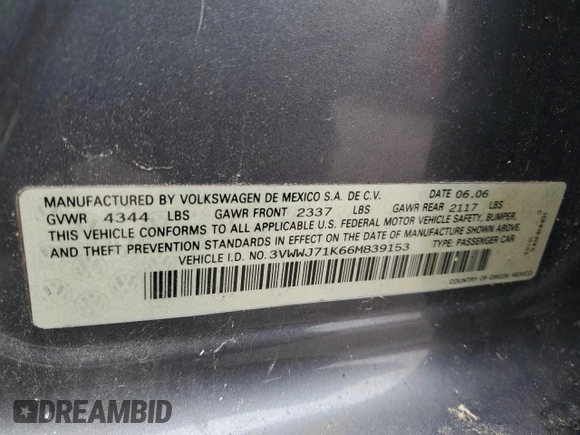 MANUFACTURED BY VOLKSWAGEN DE MEXICO S.A. DE C.V. DATE 06.06
GVWR 4344 LBS GAWR FRONT 2337 LBS GAWR REAR 2117 LBS
THIS VEHICLE CONFORMS TO ALL APPLICABLE U.S. FEDERAL MOTOR VEHICLE SAFETY, BUMPER,
AND THEFT PREVENTION STANDARDS IN EFFECT ON THE DATE OF MANUFACTURE SHOWN ABOVE.
VEHICLE I.D. NO. 3VWWJ71K66M839153 TYPE: PASSENGER CAR
COUNTRY OF ORIGIN: MEXICO
DREAMBID